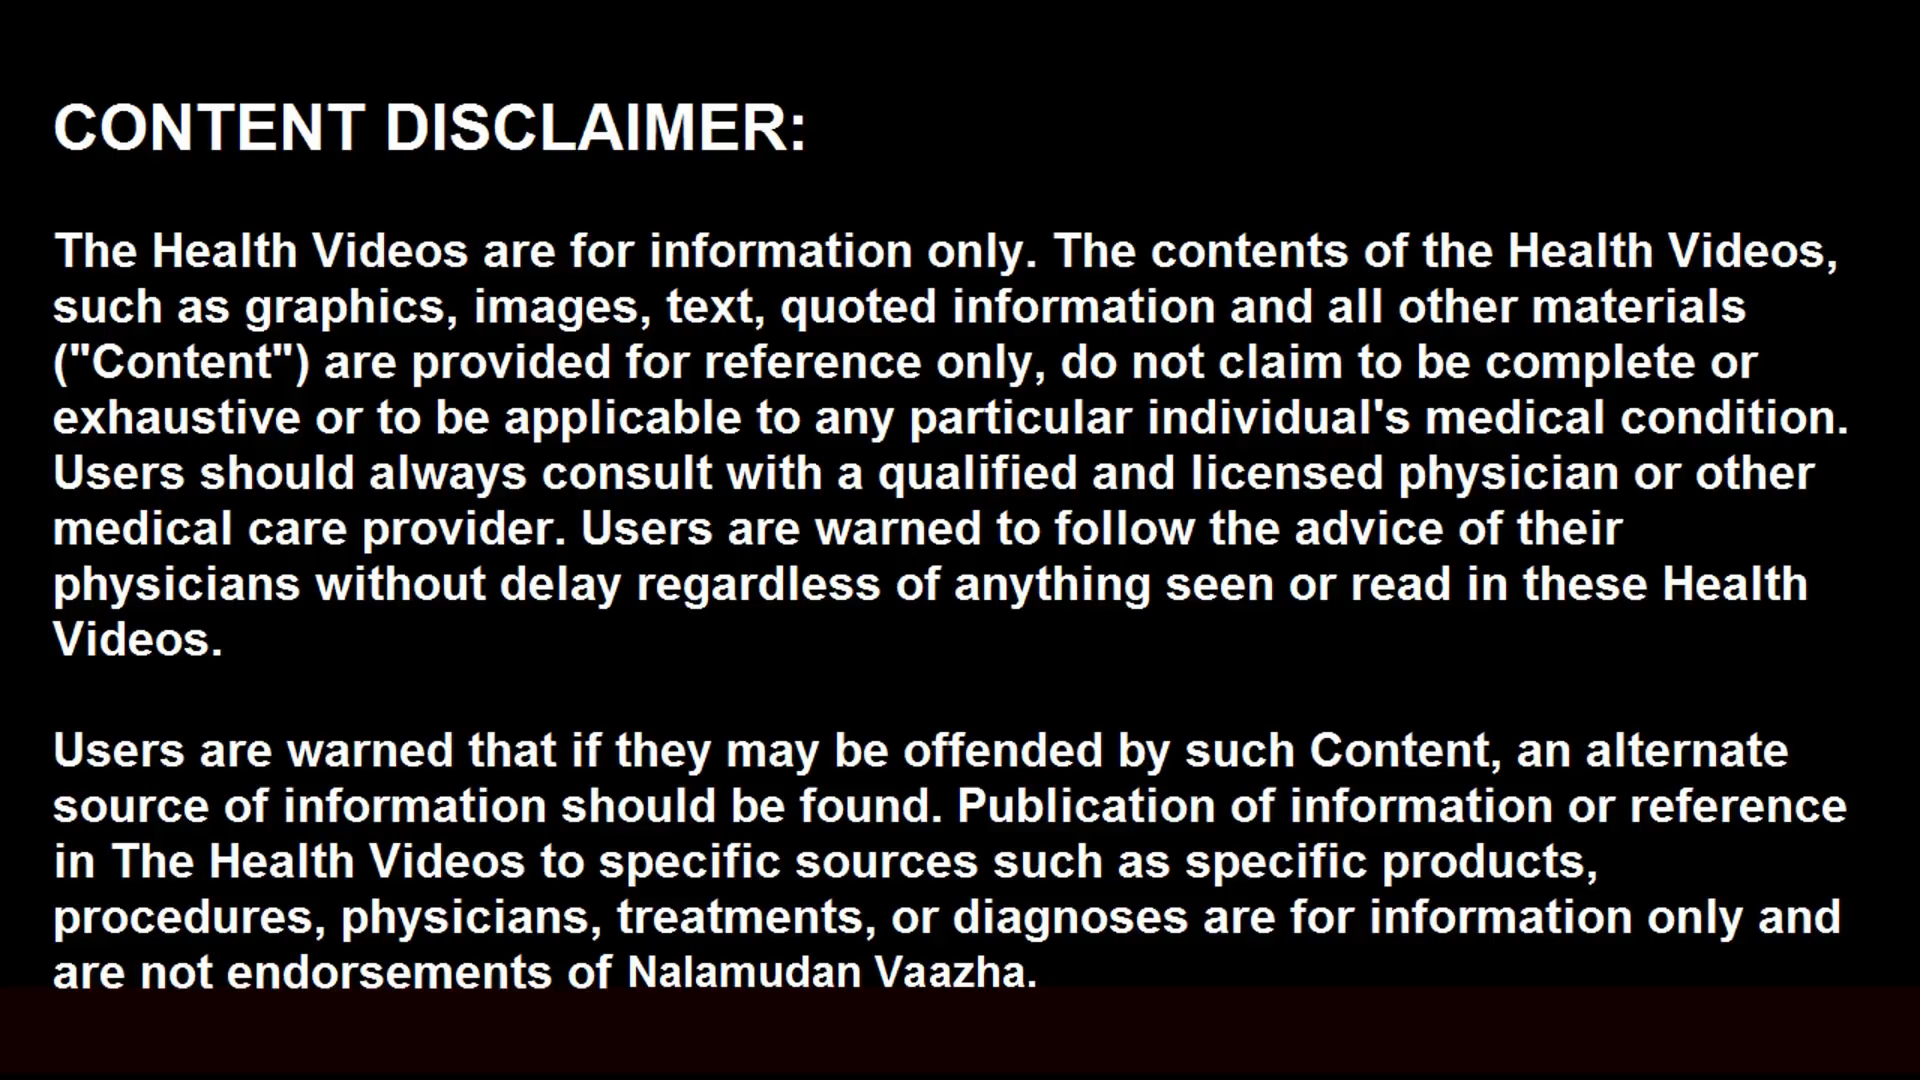 CONTENT DISCLAIMER:
The Health Videos are for information only. The contents of the Health Videos,
such as graphics, images, text, quoted information and all other materials
("Content") are provided for reference only, do not claim to be complete or
exhaustive or to be applicable to any particular individual's medical condition.
Users should always consult with a qualified and licensed physician or other
medical care provider. Users are warned to follow the advice of their
physicians without delay regardless of anything seen or read in these Health
Videos.
Users are warned that if they may be offended by such Content, an alternate
source of information should be found. Publication of information or reference
in The Health Videos to specific sources such as specific products,
procedures, physicians, treatments, or diagnoses are for information only and
are not endorsements of Nalamudan Vaazha.